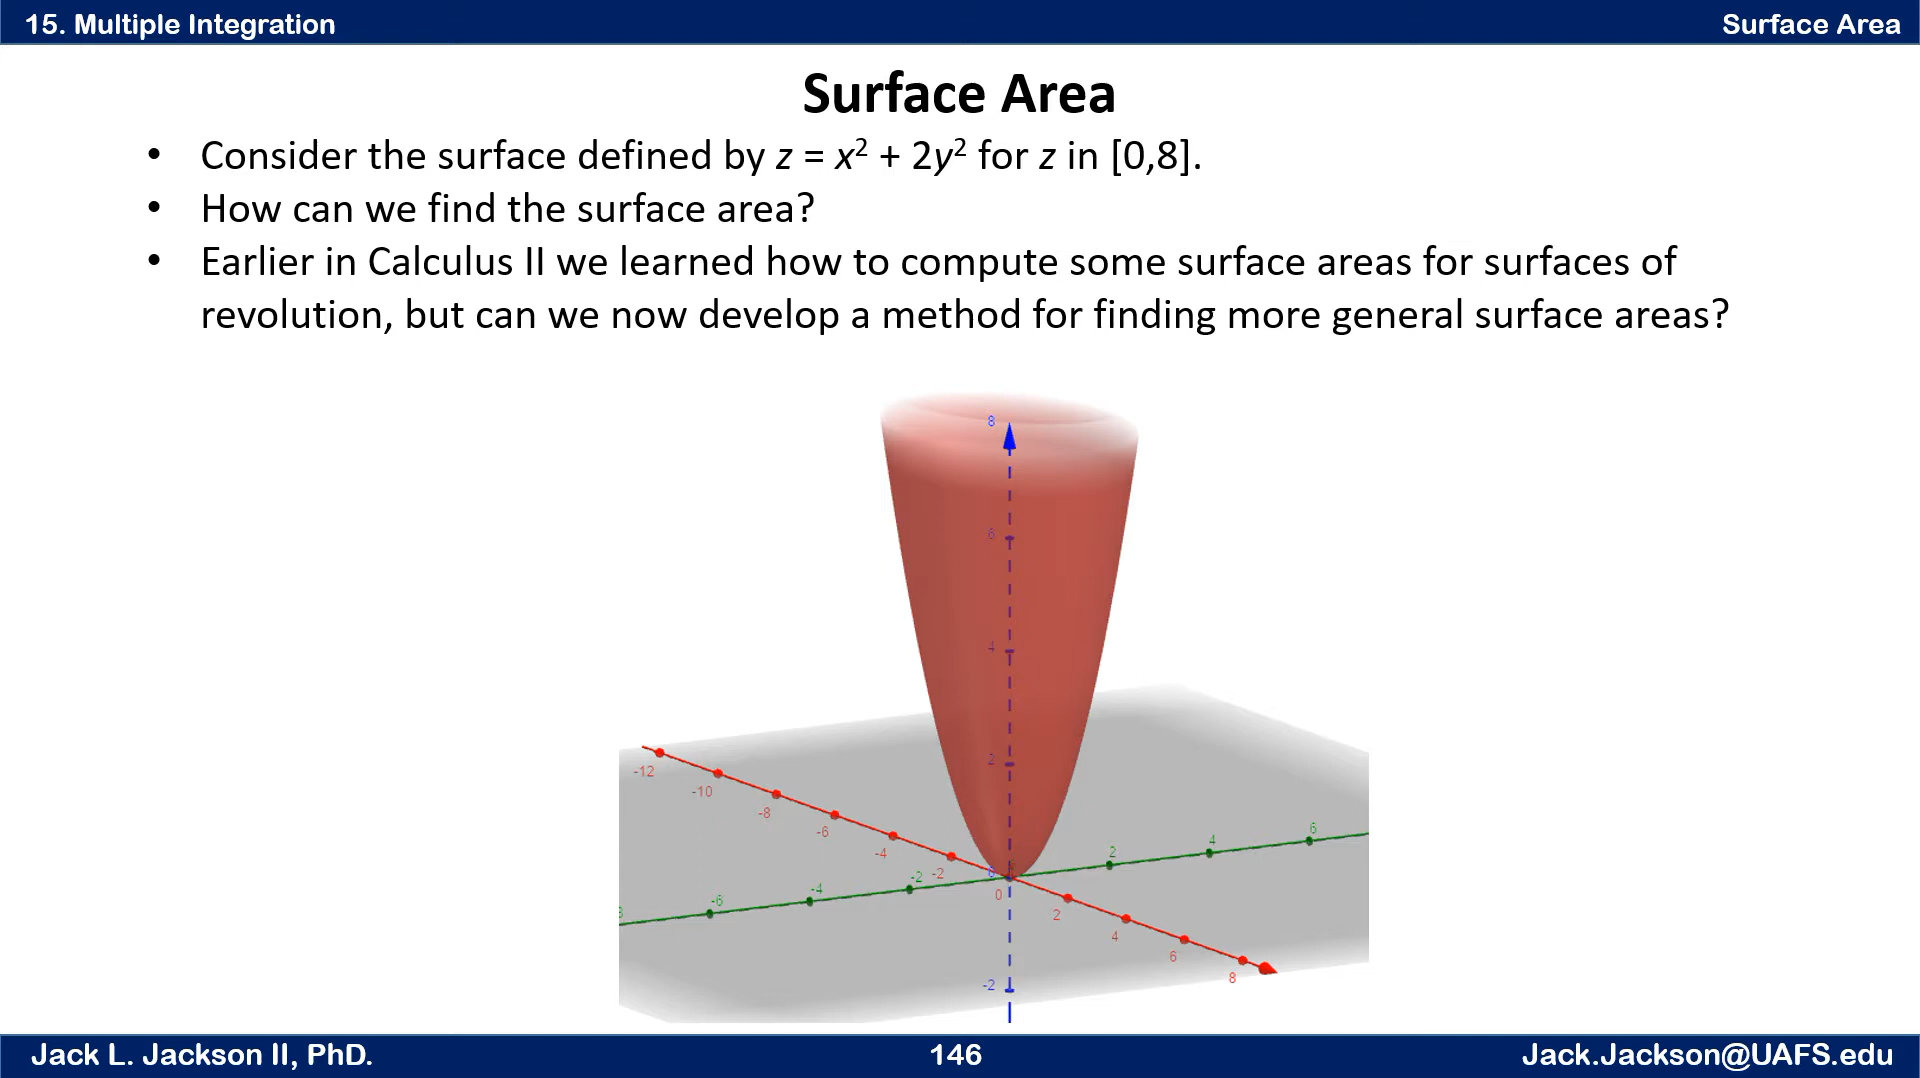 15. Multiple Integration
Surface Area
Surface Area
• Consider the surface defined by z = x² + 2y² for z in [0,8].
• How can we find the surface area?
• Earlier in Calculus II we learned how to compute some surface areas for surfaces of
revolution, but can we now develop a method for finding more general surface areas?
8
6
4
2
0
-2
-12
-10
-8
-6
-4
-2
0
2
4
6
8
-6
-4
-2
2
4
6
Jack L. Jackson II, PhD.
146
Jack.Jackson@UAFS.edu